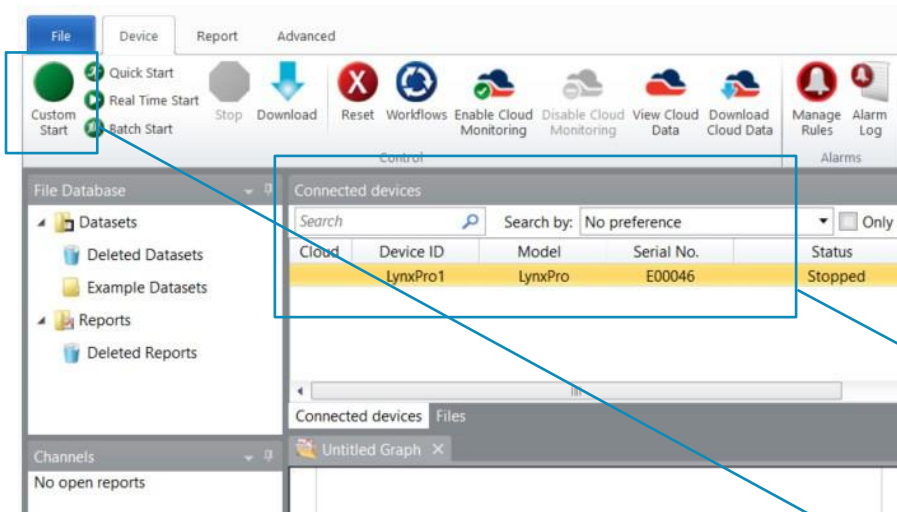 File Device Report Advanced
Quick Start
Real Time Start
Batch Start
Custom Start
Stop
Download
Reset
Workflows
Enable Cloud Monitoring
Disable Cloud Monitoring
View Cloud Data
Download Cloud Data
Manage Rules
Alarm Log
Control
Alarms
File Database
Datasets
Deleted Datasets
Example Datasets
Reports
Deleted Reports
Connected devices
Search Search by: No preference Only
Cloud Device ID Model Serial No. Status
LynxPro1 LynxPro E00046 Stopped
Connected devices Files
Untitled Graph
Channels
No open reports